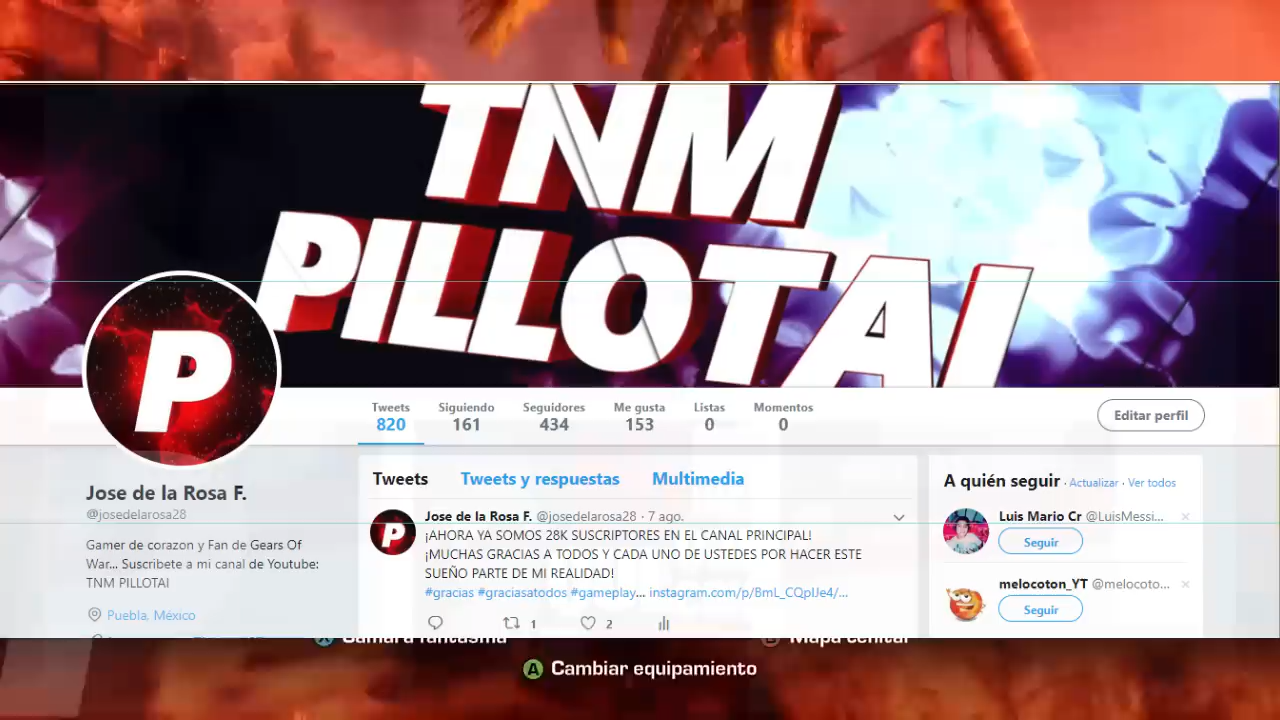 TNM
PILLOTAI
P
Tweets Siguiendo Seguidores Me gusta Listas Momentos
820 161 434 153 0 0
Editar perfil
Jose de la Rosa F.
@josedelarosa28
Gamer de corazon y Fan de Gears Of
War... Suscribete a mi canal de Youtube:
TNM PILLOTAI
Puebla, México
Tweets Tweets y respuestas Multimedia
P
Jose de la Rosa F. @josedelarosa28 · 7 ago.
¡AHORA YA SOMOS 28K SUSCRIPTORES EN EL CANAL PRINCIPAL!
¡MUCHAS GRACIAS A TODOS Y CADA UNO DE USTEDES POR HACER ESTE
SUEÑO PARTE DE MI REALIDAD!
#gracias #graciasatodos #gameplay... instagram.com/p/BmL_CQpIJe4/...
1 2
A quién seguir · Actualizar · Ver todos
Luis Mario Cr @LuisMessi...
Seguir
melocoton_YT @melocoto...
Seguir
Cámara fantasma
Mapa cenital
A Cambiar equipamiento